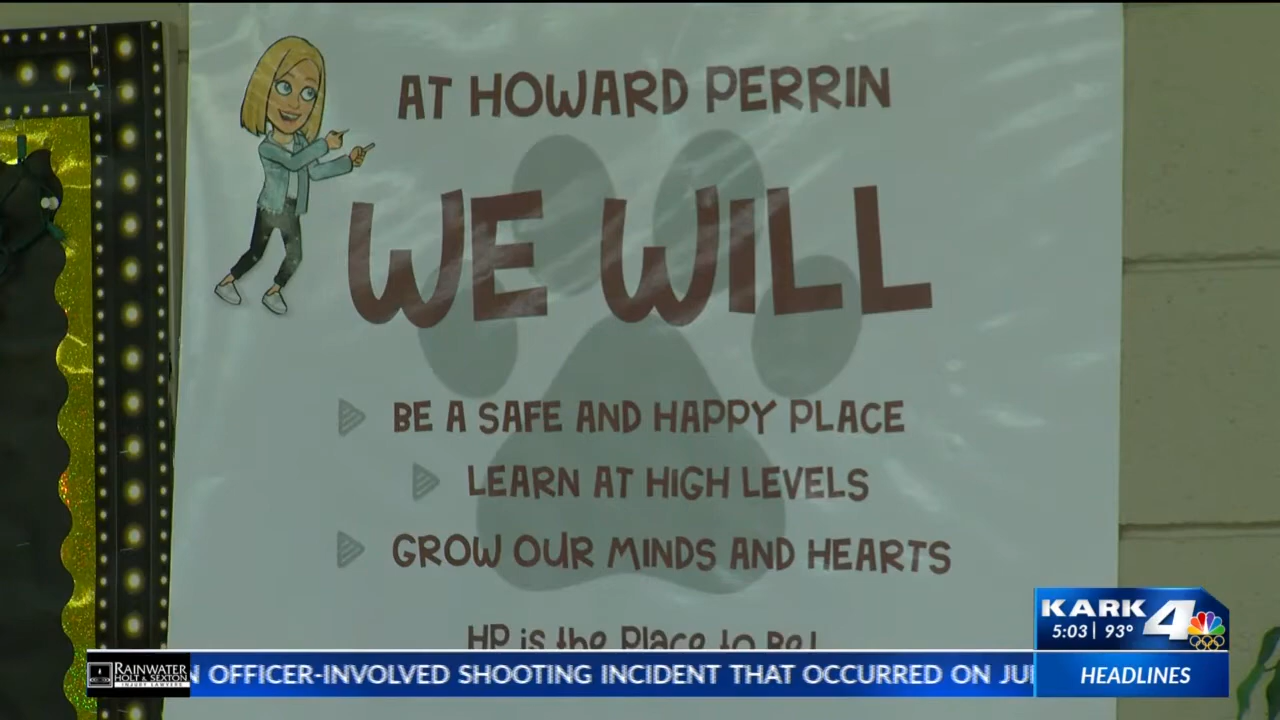 AT HOWARD PERRIN
WE WILL
BE A SAFE AND HAPPY PLACE
LEARN AT HIGH LEVELS
GROW OUR MINDS AND HEARTS
HP is the Place to Be!
KARK 4
5:03 | 93°
RAINWATER
HOLT & SEXTON
INJURY LAWYERS
OFFICER-INVOLVED SHOOTING INCIDENT THAT OCCURRED ON
HEADLINES